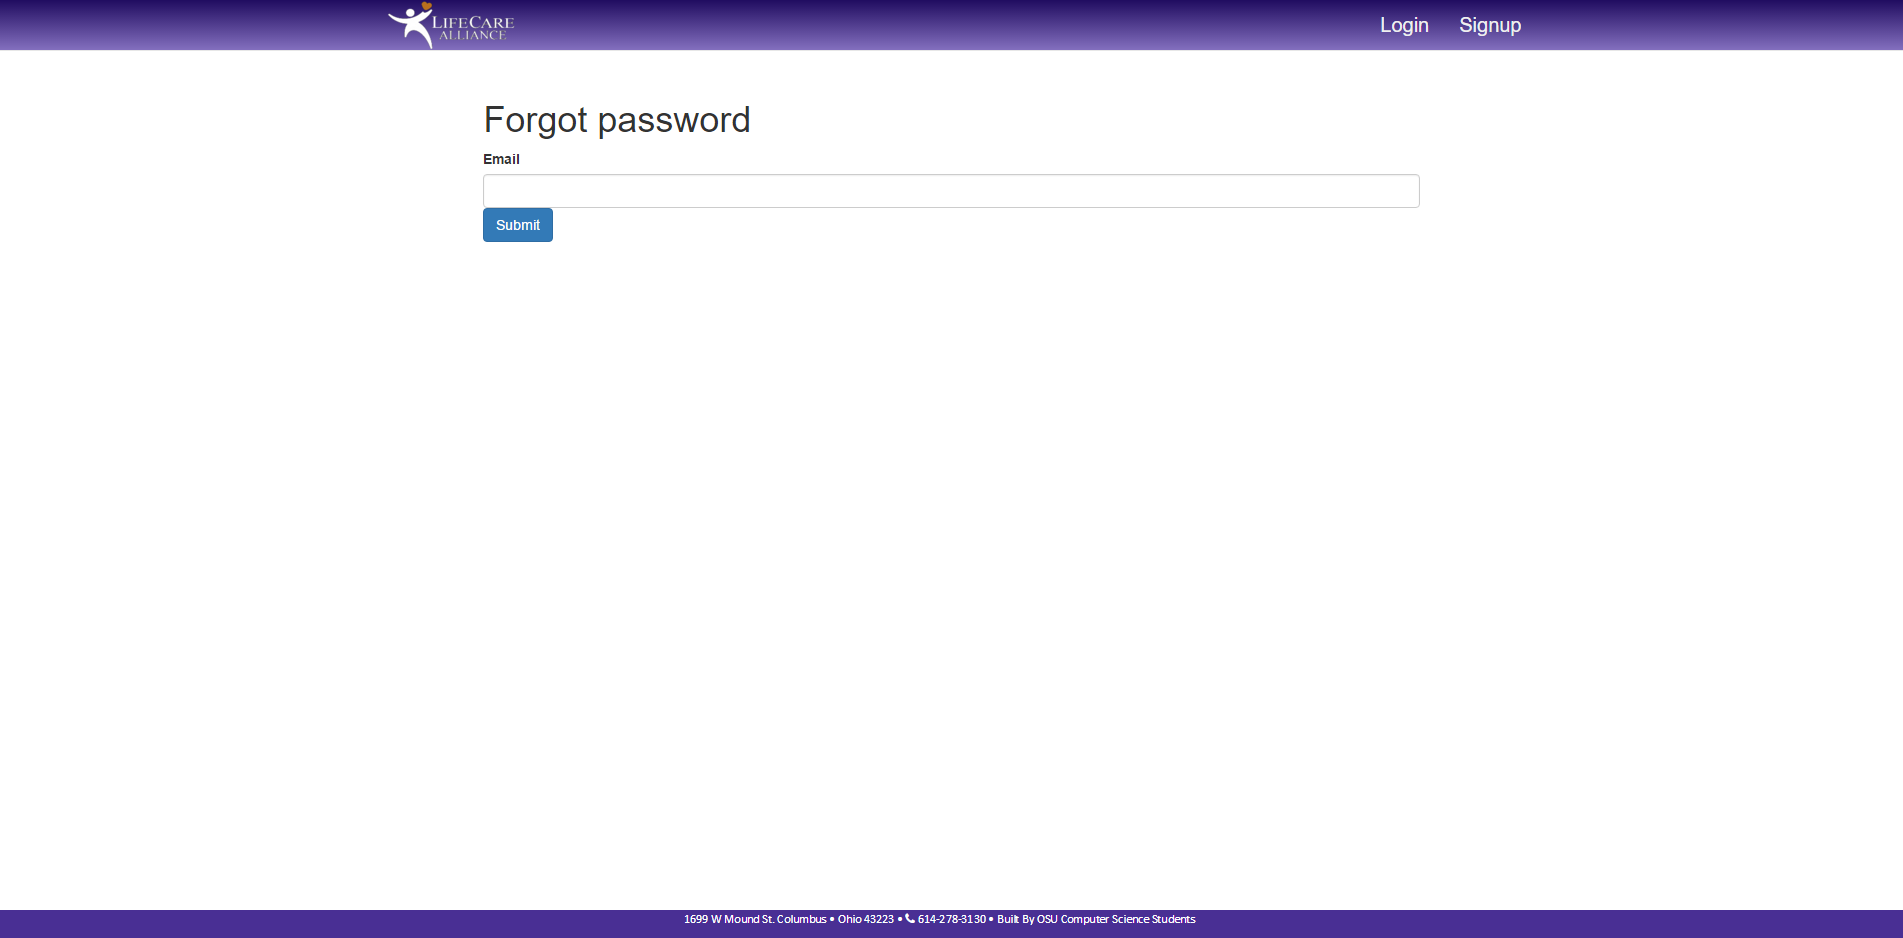 LIFECARE
ALLIANCE
Login Signup
Forgot password
Email
Submit
1699 W Mound St. Columbus • Ohio 43223 • 614-278-3130 • Built By OSU Computer Science Students